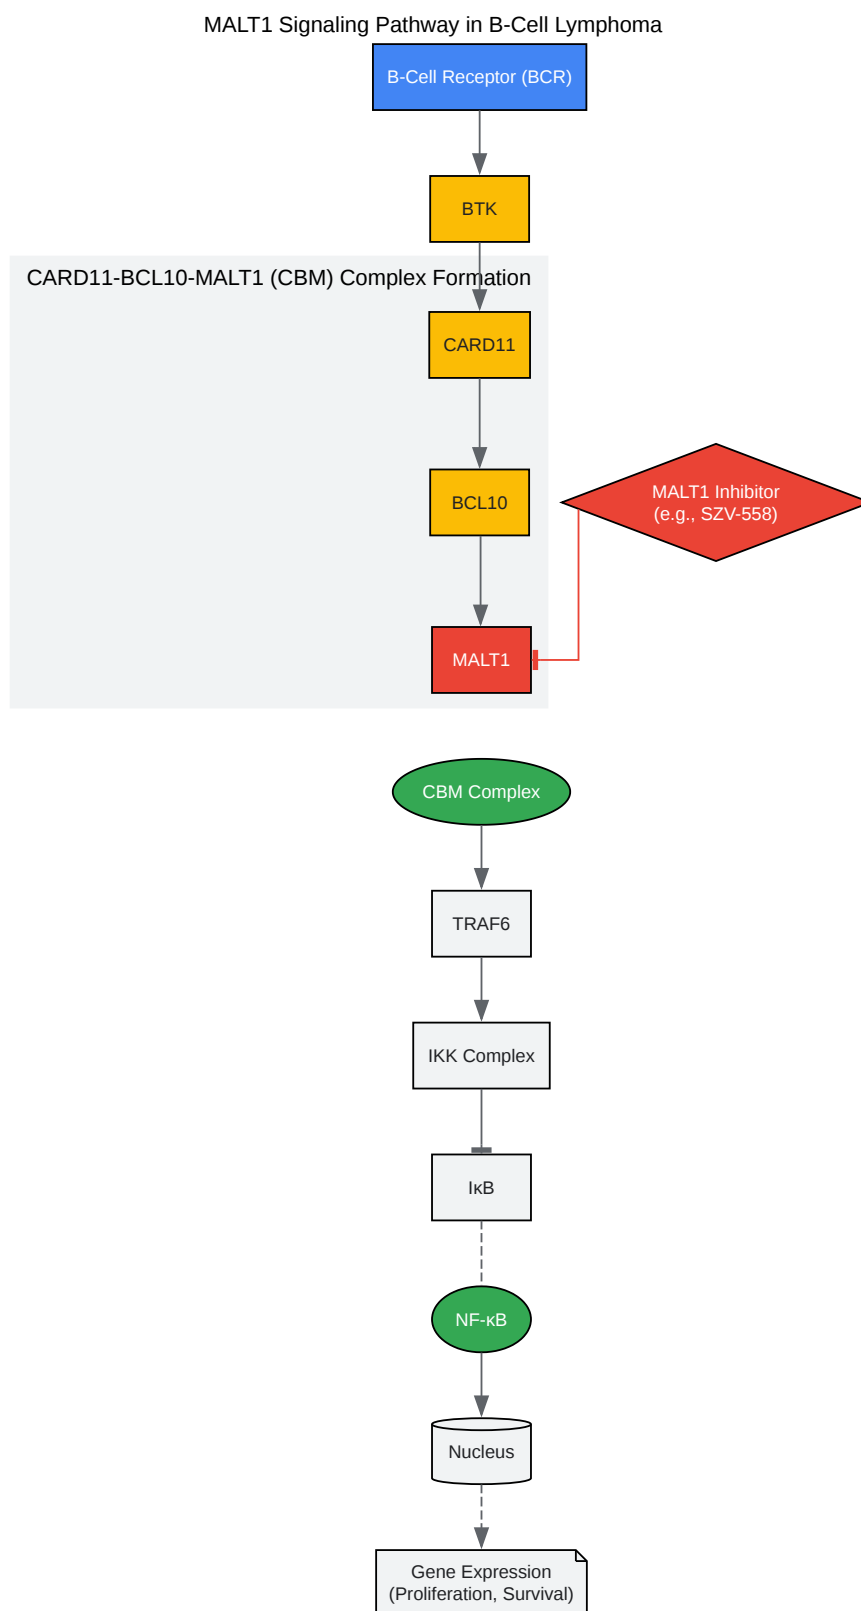 MALT1 Signaling Pathway in B-Cell Lymphoma
B-Cell Receptor (BCR)
BTK
CARD11-BCL10-MALT1 (CBM) Complex Formation
CARD11
BCL10
MALT1 Inhibitor
(e.g., SZV-558)
MALT1
CBM Complex
TRAF6
IKK Complex
IκB
NF-κB
Nucleus
Gene Expression
(Proliferation, Survival)